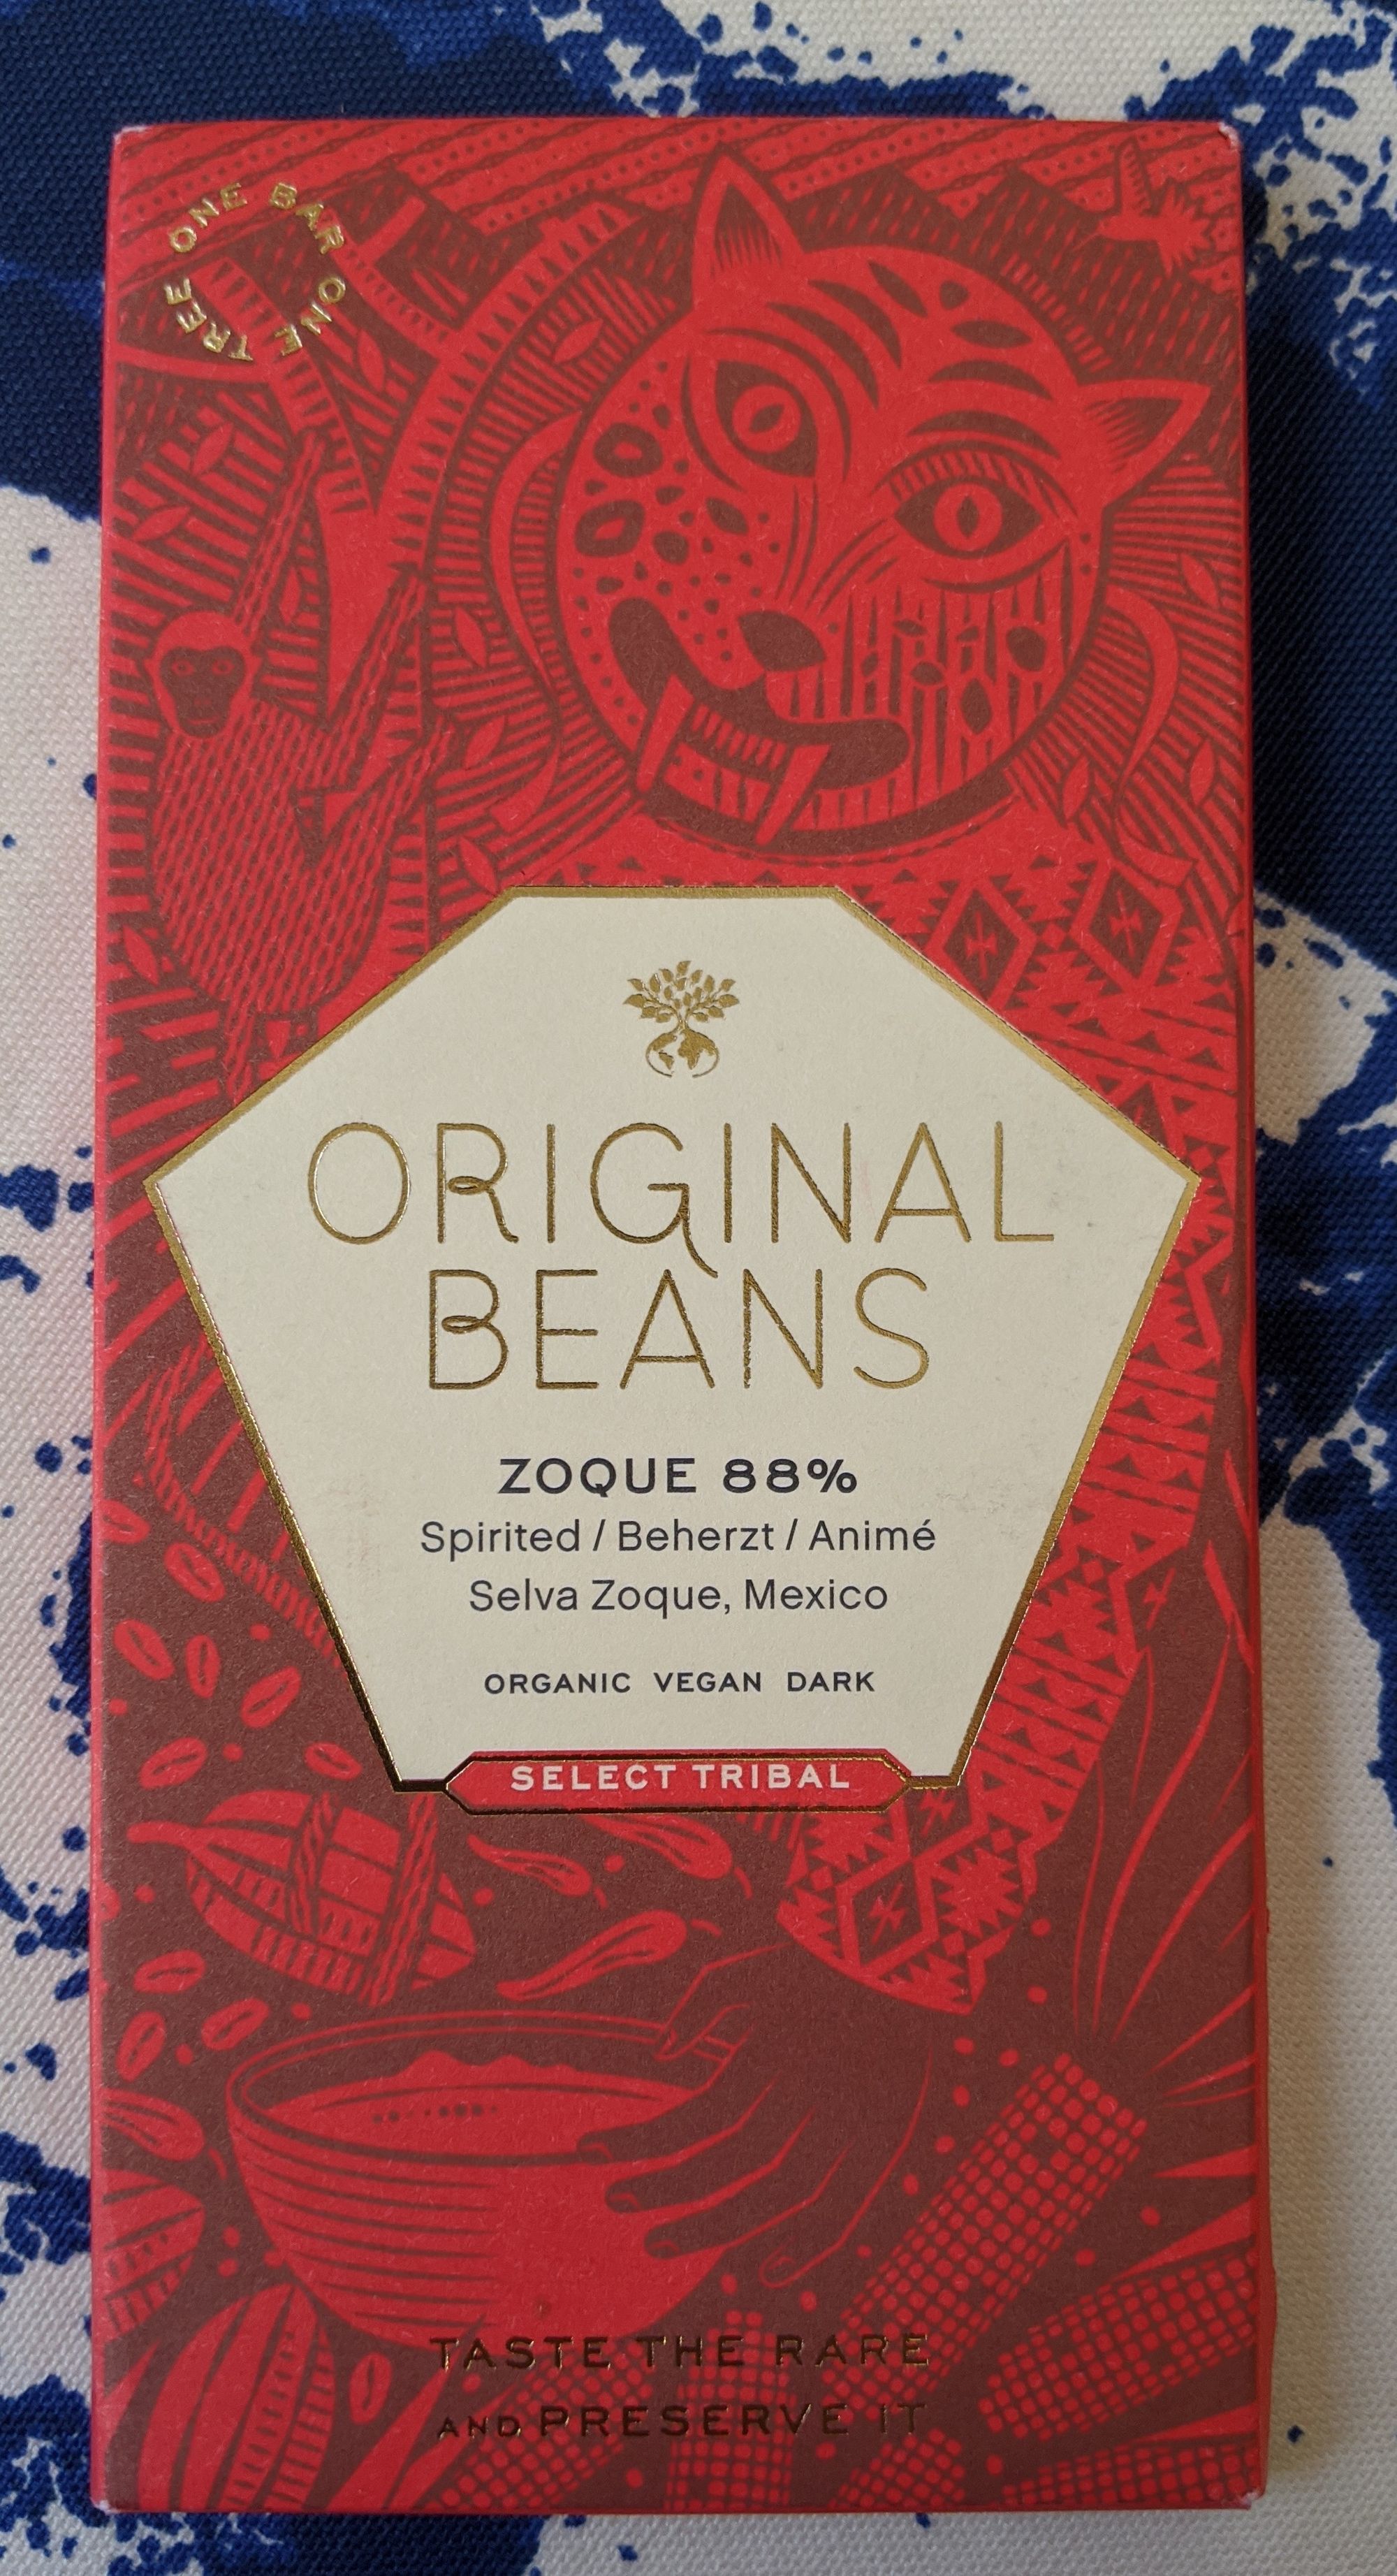 ONE BAR ONE TREE
ORIGINAL
BEANS
ZOQUE 88%
Spirited / Beherzt / Animé
Selva Zoque, Mexico
ORGANIC VEGAN DARK
SELECT TRIBAL
TASTE THE RARE
AND PRESERVE IT